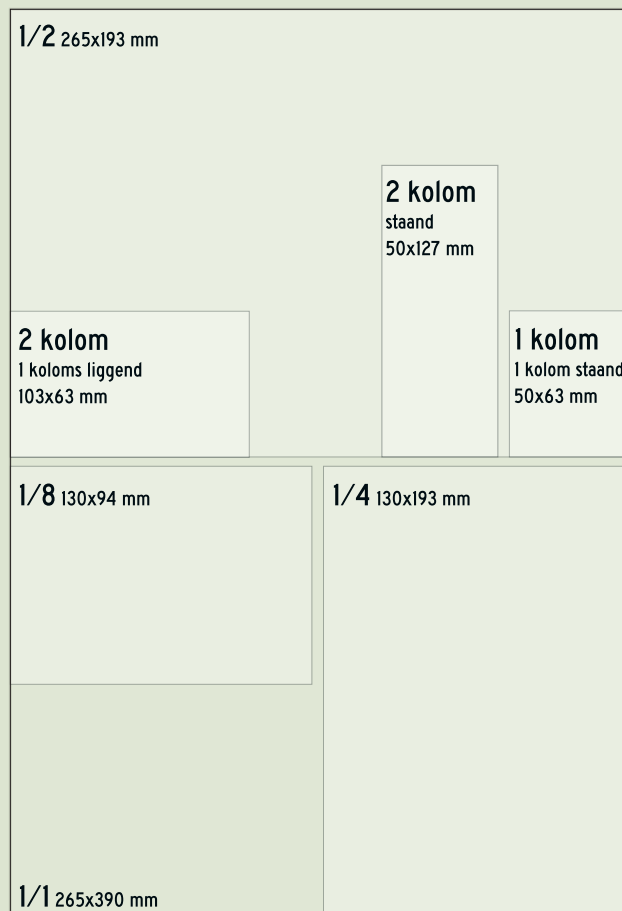 1/2 265x193 mm
2 kolom
staand
50x127 mm
2 kolom
1 koloms liggend
103x63 mm
1 kolom
1 kolom staand
50x63 mm
1/8 130x94 mm
1/4 130x193 mm
1/1 265x390 mm